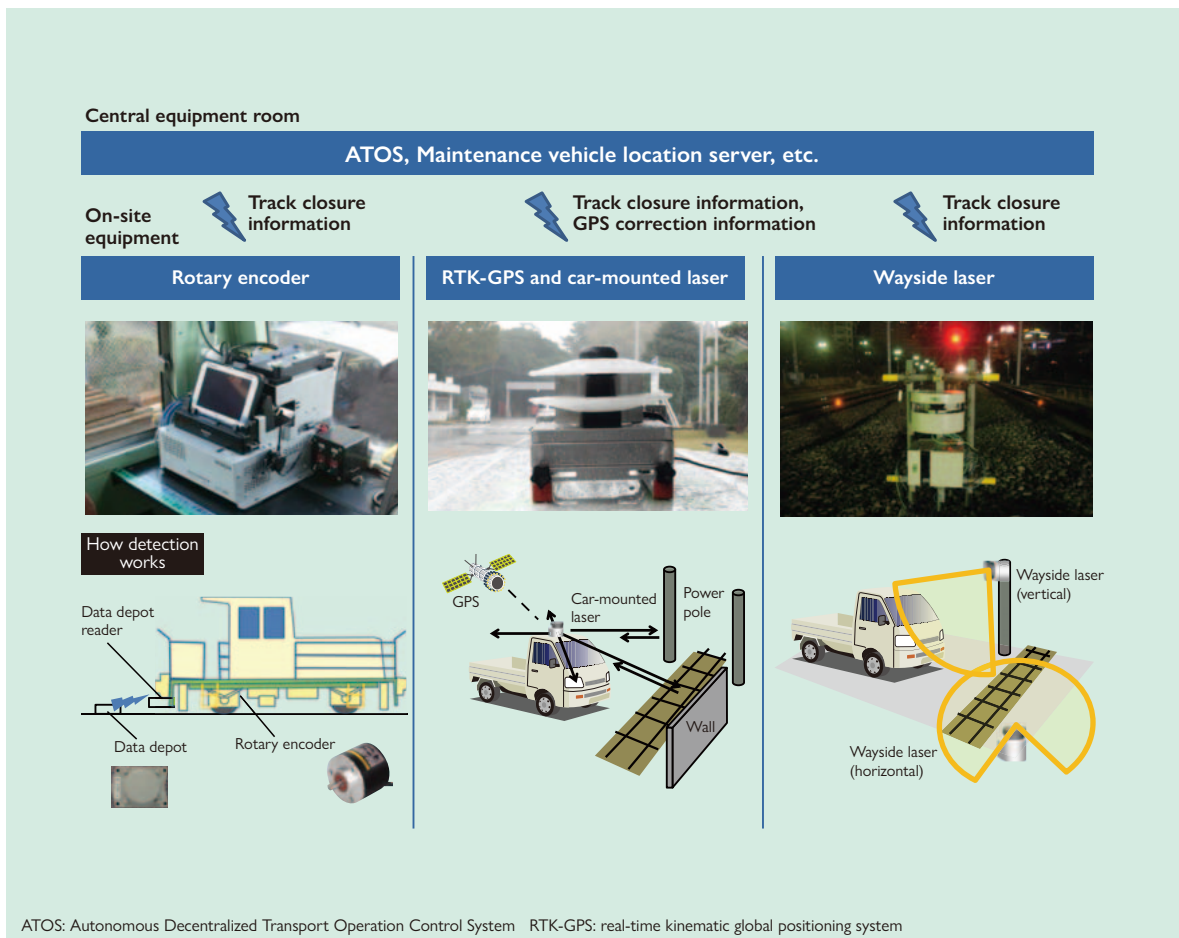 Central equipment room
ATOS, Maintenance vehicle location server, etc.
On-site
equipment
Track closure
information
Track closure information,
GPS correction information
Track closure
information
Rotary encoder
RTK-GPS and car-mounted laser
Wayside laser
How detection
works
Data depot
reader
Data depot
Rotary encoder
GPS
Car-mounted
laser
Power
pole
Wall
Wayside laser
(vertical)
Wayside laser
(horizontal)
ATOS: Autonomous Decentralized Transport Operation Control System   RTK-GPS: real-time kinematic global positioning system